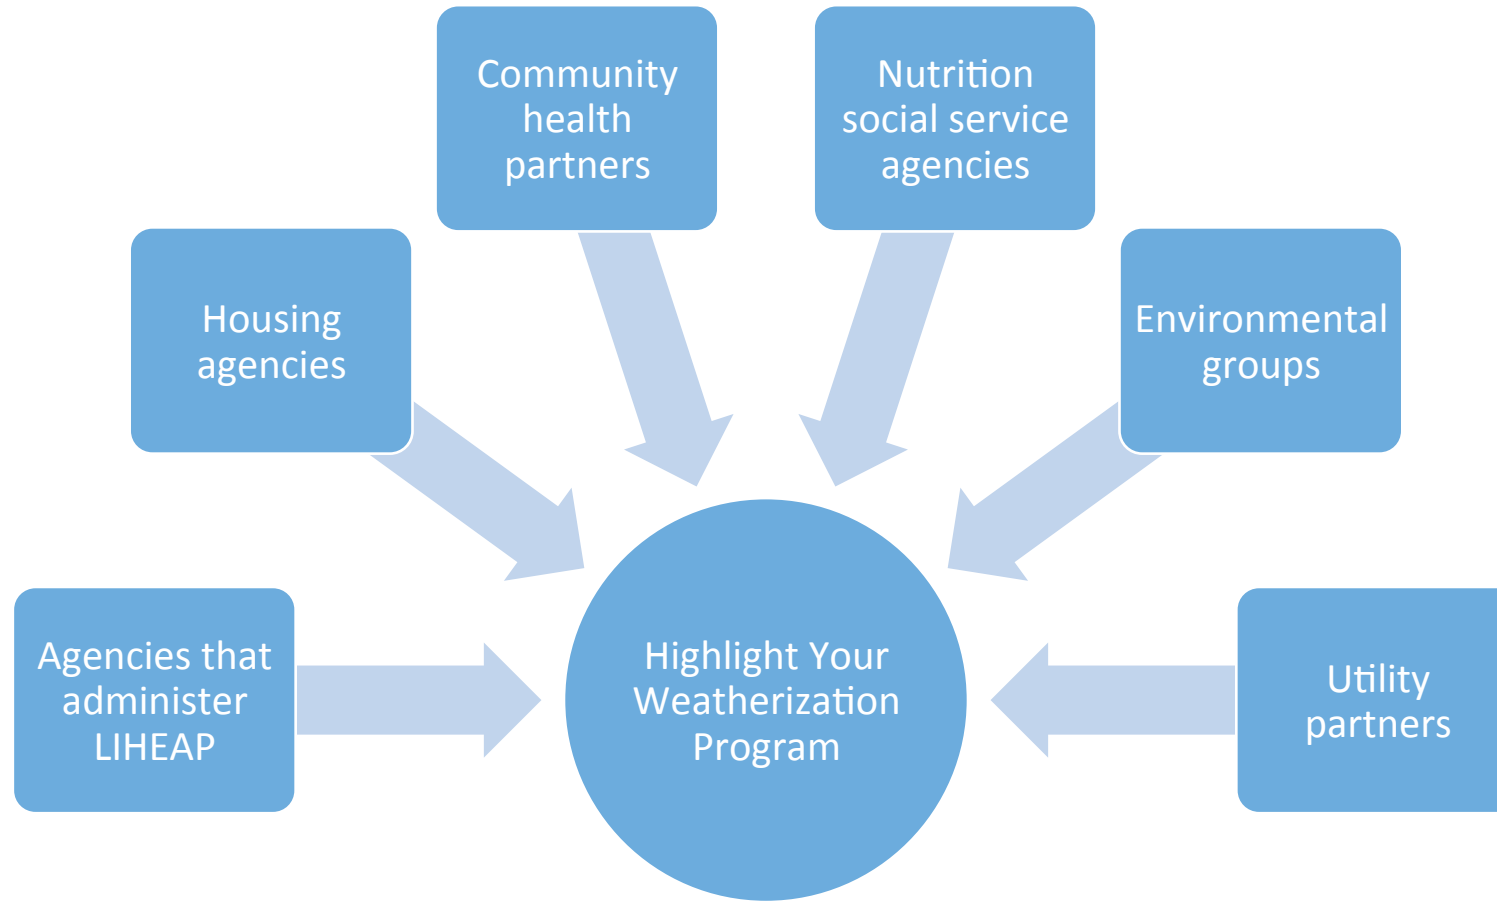 Community
health
partners
Nutrition
social service
agencies
Housing
agencies
Environmental
groups
Agencies that
administer
LIHEAP
Highlight Your
Weatherization
Program
Utility
partners